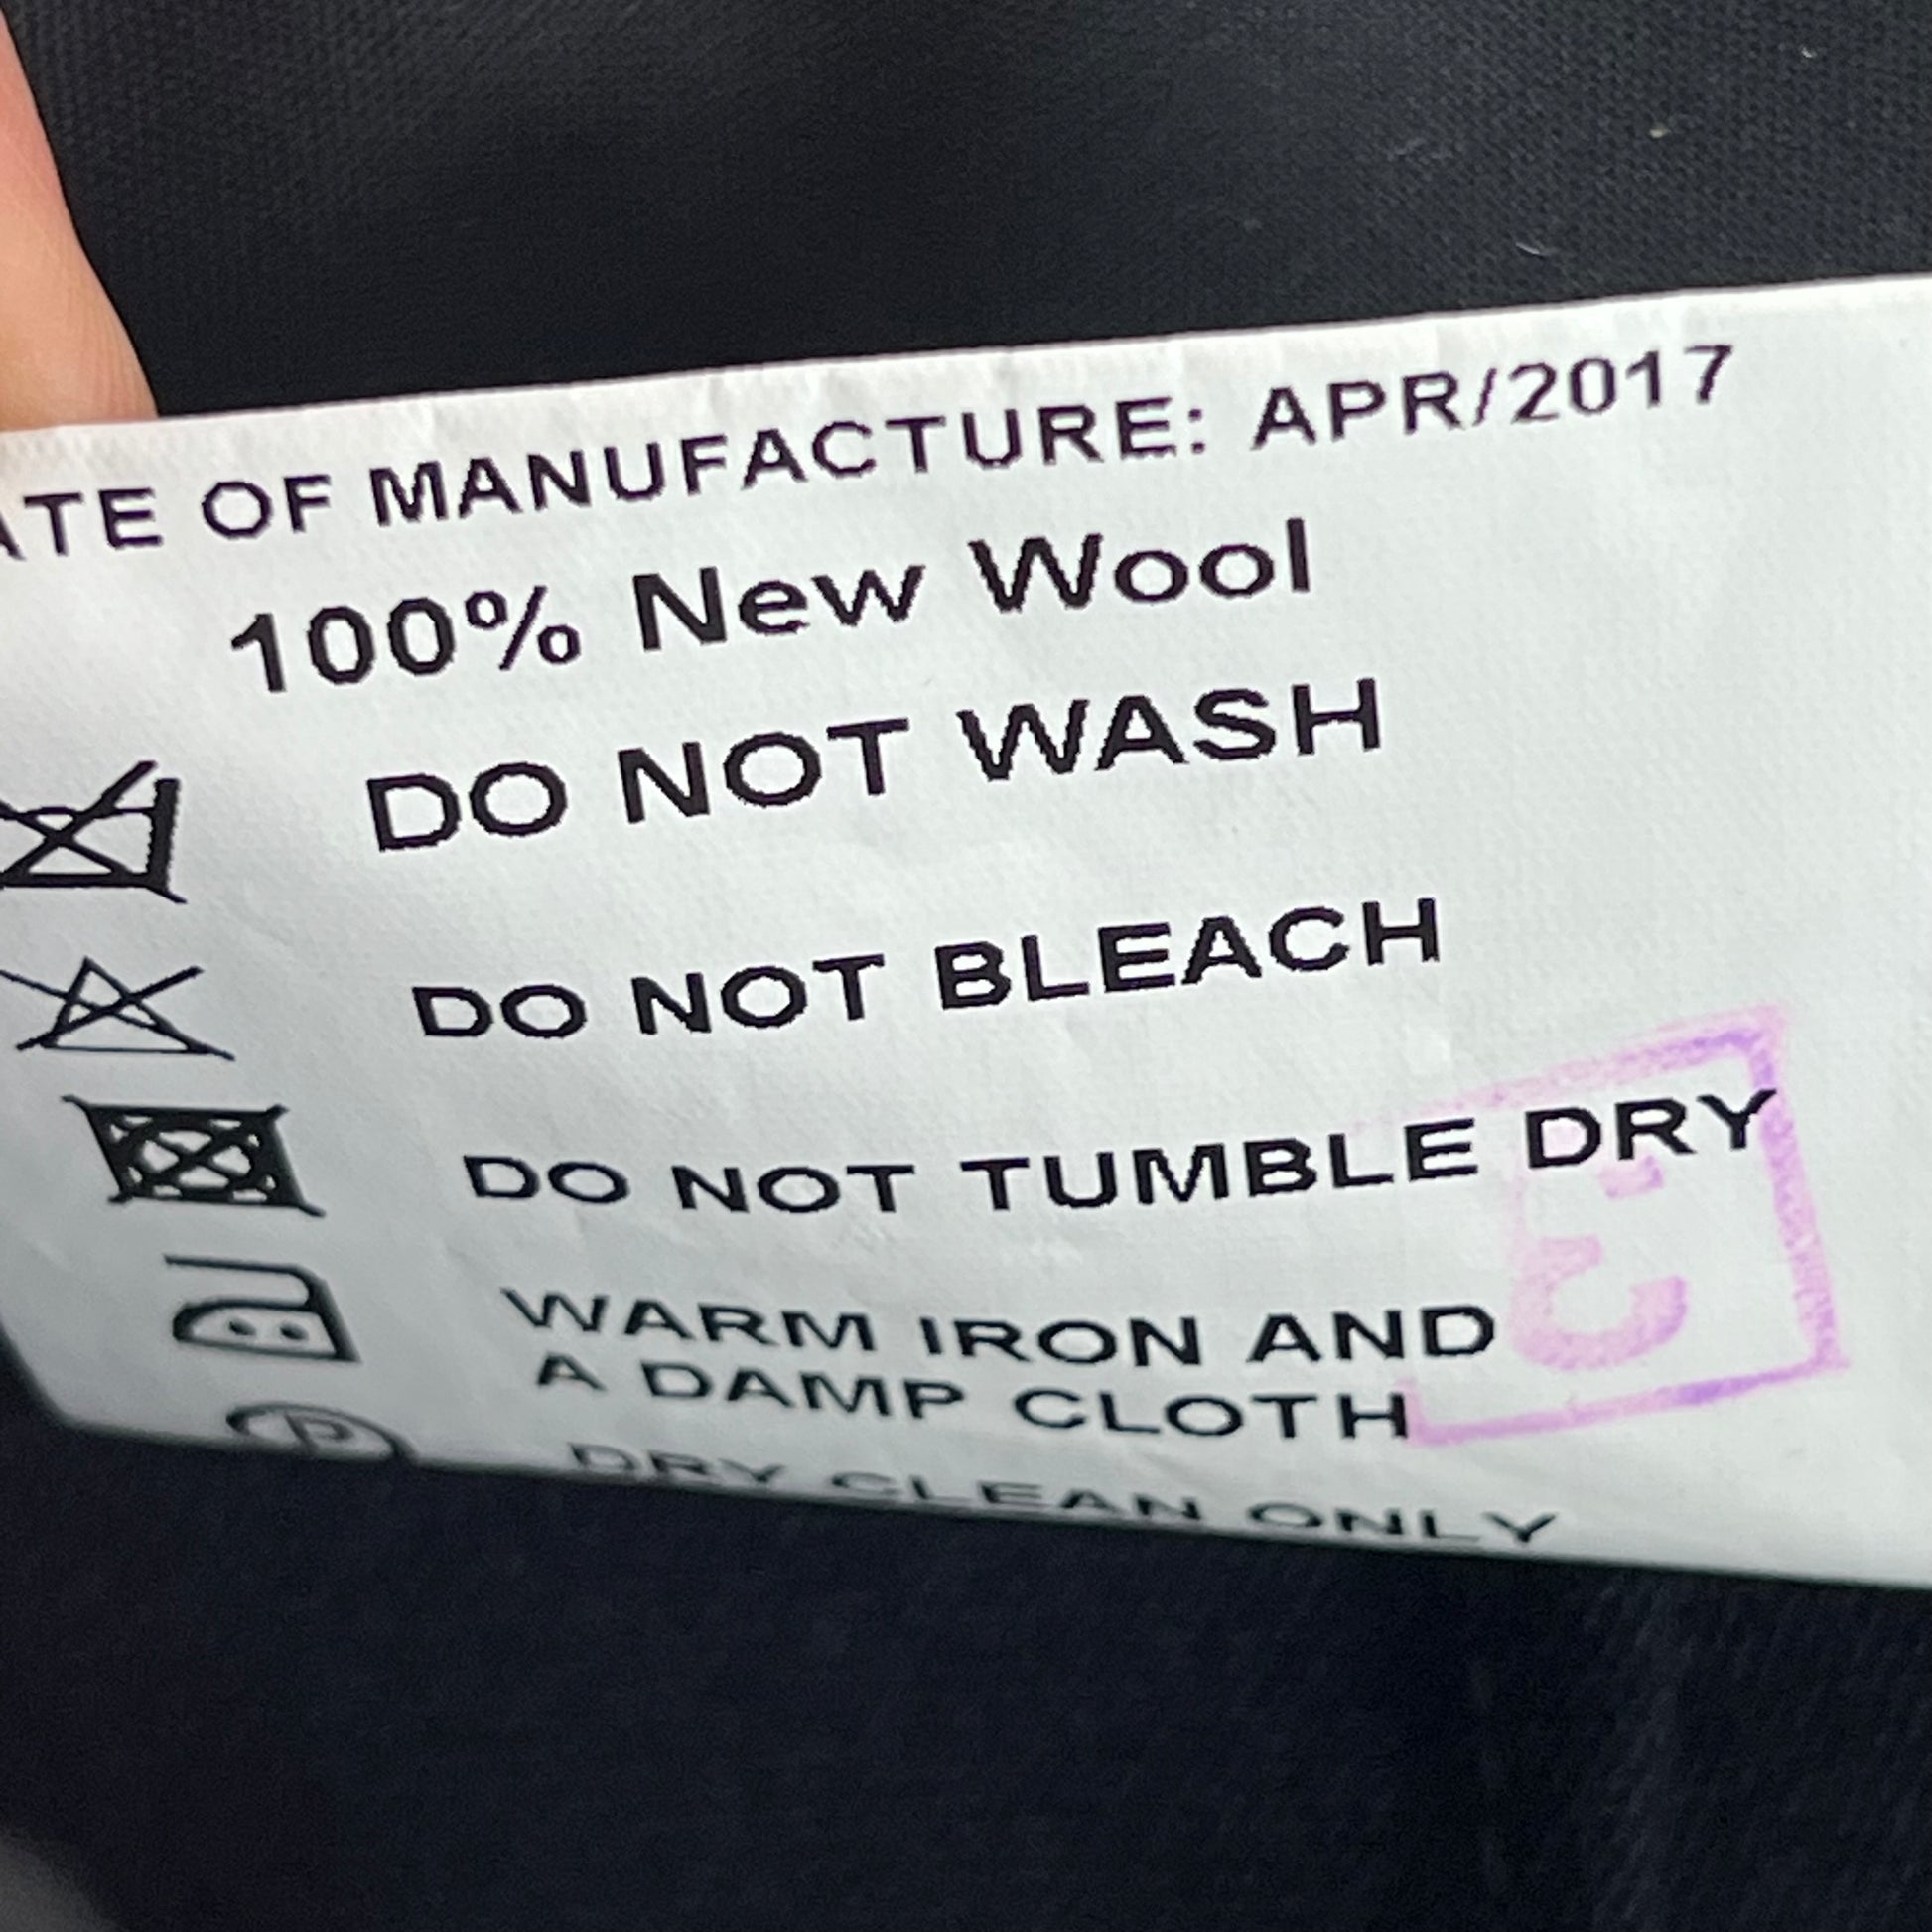 ATE OF MANUFACTURE: APR/2017
100% New Wool
DO NOT WASH
DO NOT BLEACH
DO NOT TUMBLE DRY
WARM IRON AND
A DAMP CLOTH
P
DRY CLEAN ONLY
3